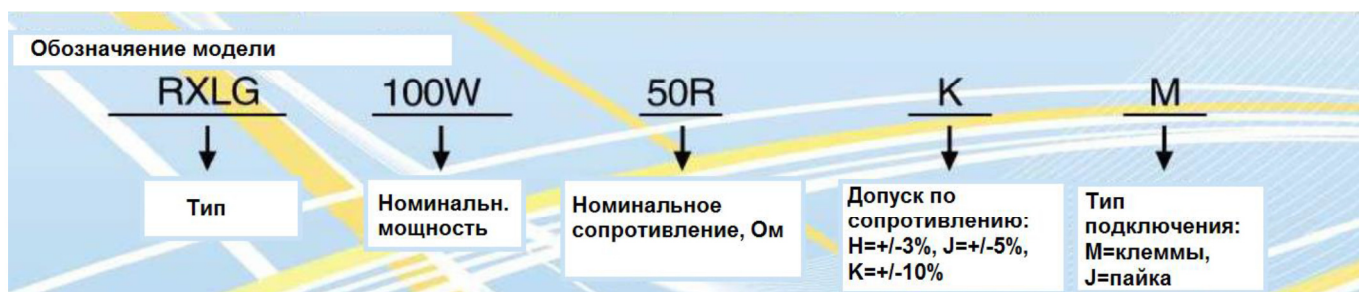 Обозначяение модели
RXLG 100W 50R K M
Тип
Номинальн.
мощность
Номинальное
сопротивление, Ом
Допуск по
сопротивлению:
H=+/-3%, J=+/-5%,
K=+/-10%
Тип
подключения:
M=клеммы,
J=пайка